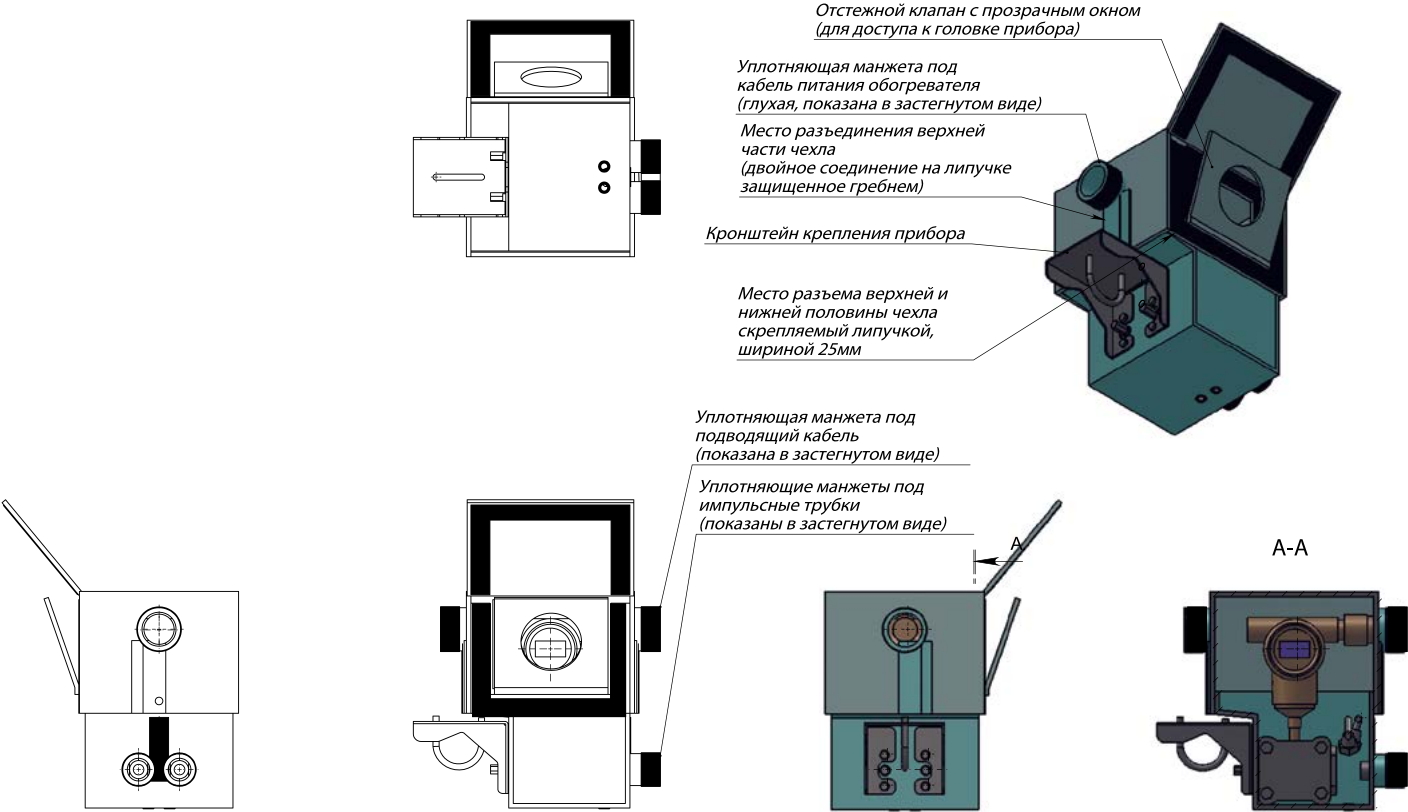 Отстежной клапан с прозрачным окном
(для доступа к головке прибора)
Уплотняющая манжета под
кабель питания обогревателя
(глухая, показана в застегнутом виде)
Место разъединения верхней
части чехла
(двойное соединение на липучке
защищенное гребнем)
Кронштейн крепления прибора
Место разъема верхней и
нижней половины чехла
скрепляемый липучкой,
шириной 25мм
Уплотняющая манжета под
подводящий кабель
(показана в застегнутом виде)
Уплотняющие манжеты под
импульсные трубки
(показаны в застегнутом виде)
А
А-А